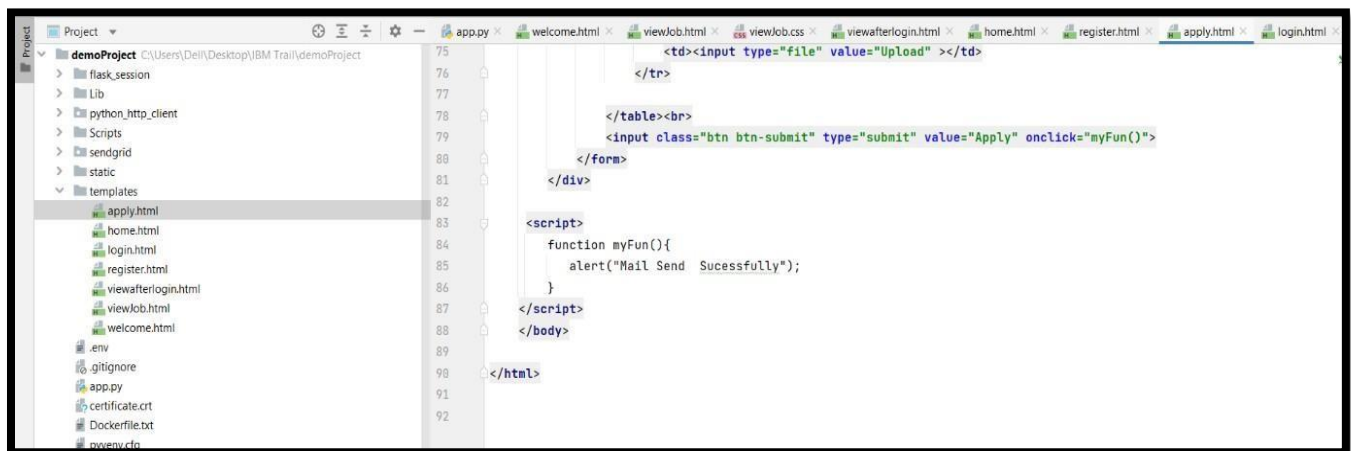 Project
app.py welcome.html viewJob.html viewJob.css viewafterlogin.html home.html register.html apply.html login.html
Project
demoProject C:\Users\Dell\Desktop\IBM Trail\demoProject
flask_session
Lib
python_http_client
Scripts
sendgrid
static
templates
apply.html
home.html
login.html
register.html
viewafterlogin.html
viewJob.html
welcome.html
.env
.gitignore
app.py
certificate.crt
Dockerfile.txt
pyvenv.cfg
75 <td><input type="file" value="Upload" ></td>
76 </tr>
77
78 </table><br>
79 <input class="btn btn-submit" type="submit" value="Apply" onclick="myFun()">
80 </form>
81 </div>
82
83 <script>
84 function myFun(){
85 alert("Mail Send  Sucessfully");
86 }
87 </script>
88 </body>
89
90 </html>
91
92